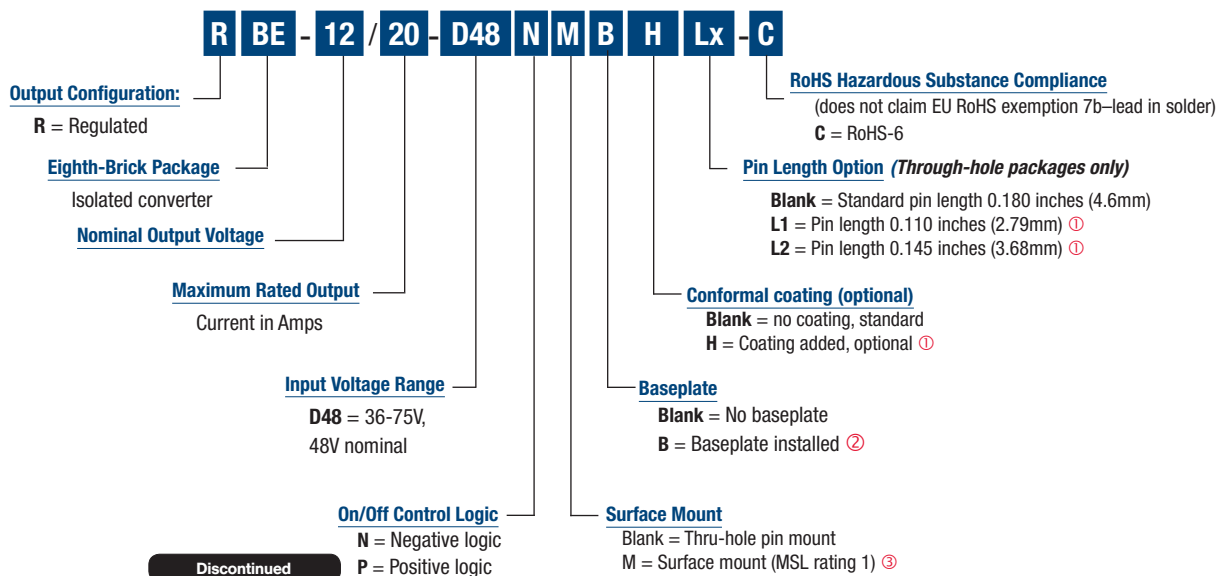 R BE - 12 / 20 - D48 N M B H Lx - C
Output Configuration:
R = Regulated
Eighth-Brick Package
Isolated converter
Nominal Output Voltage
Maximum Rated Output
Current in Amps
Input Voltage Range
D48 = 36-75V,
48V nominal
On/Off Control Logic
N = Negative logic
P = Positive logic
Discontinued
RoHS Hazardous Substance Compliance
(does not claim EU RoHS exemption 7b–lead in solder)
C = RoHS-6
Pin Length Option (Through-hole packages only)
Blank = Standard pin length 0.180 inches (4.6mm)
L1 = Pin length 0.110 inches (2.79mm) ①
L2 = Pin length 0.145 inches (3.68mm) ①
Conformal coating (optional)
Blank = no coating, standard
H = Coating added, optional ①
Baseplate
Blank = No baseplate
B = Baseplate installed ②
Surface Mount
Blank = Thru-hole pin mount
M = Surface mount (MSL rating 1) ③